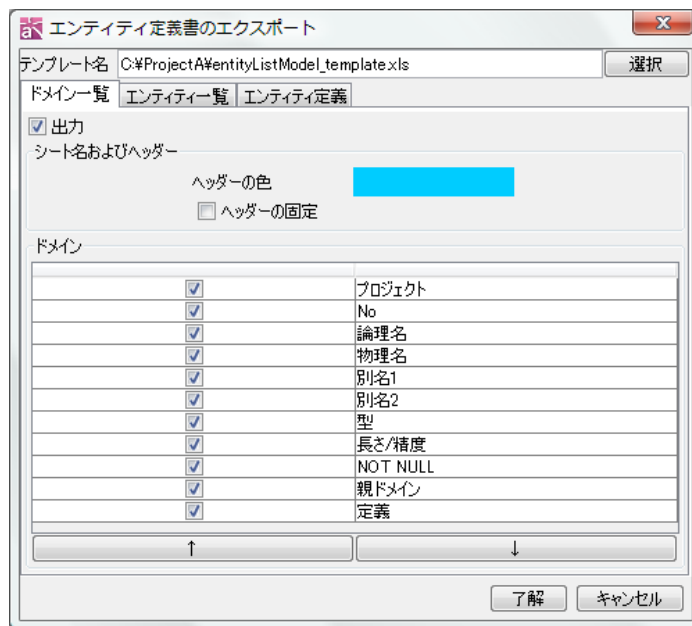 エンティティ定義書のエクスポート
テンプレート名 C:¥ProjectA¥entityListModel_template.xls 選択
ドメイン一覧 エンティティ一覧 エンティティ定義
出力
シート名およびヘッダー
ヘッダーの色
ヘッダーの固定
ドメイン
プロジェクト
No
論理名
物理名
別名1
別名2
型
長さ/精度
NOT NULL
親ドメイン
定義
↑ ↓
了解 キャンセル